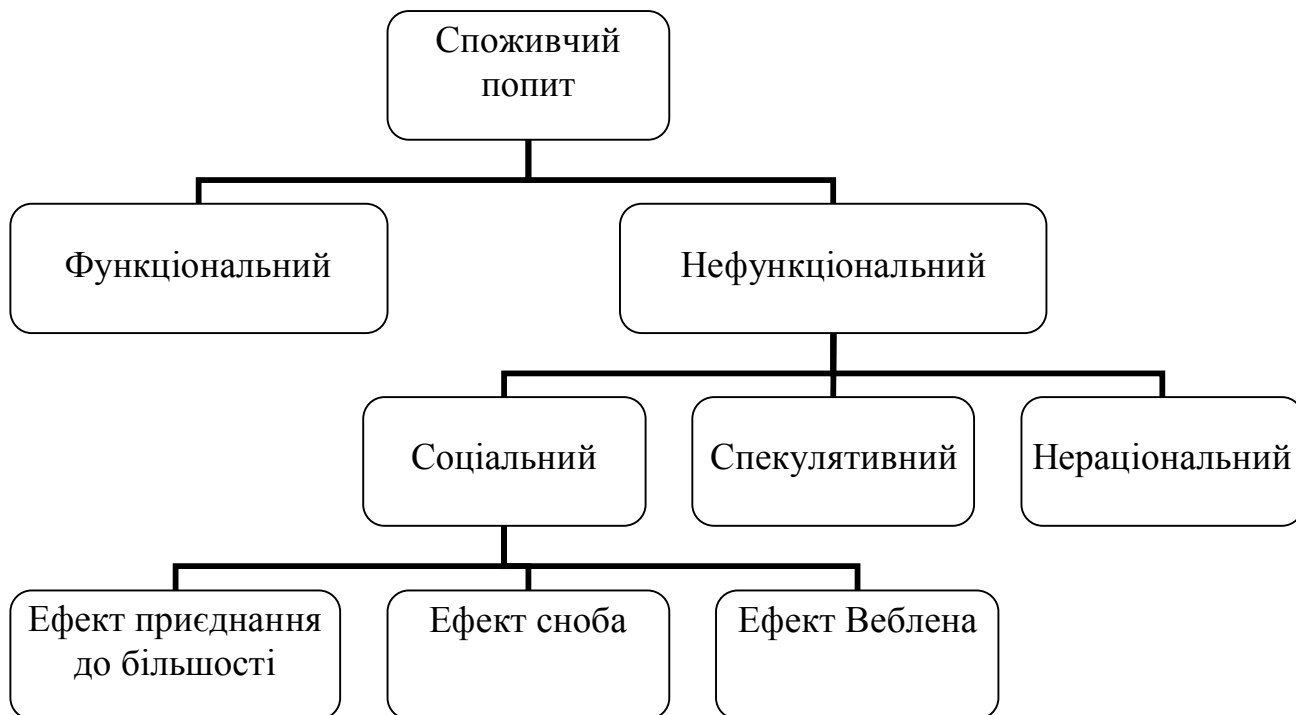 Споживчий
попит
Функціональний
Нефункціональний
Соціальний
Спекулятивний
Нераціональний
Ефект приєднання
до більшості
Ефект сноба
Ефект Веблена